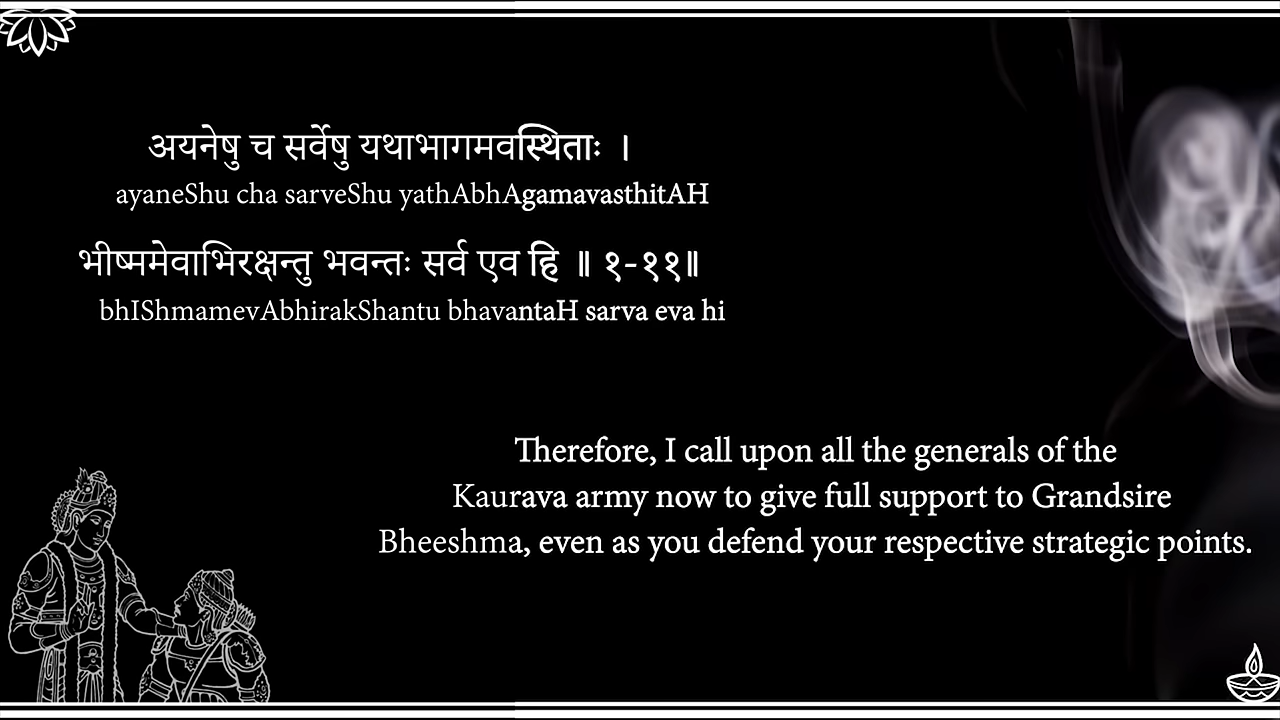 अयनेषु च सर्वेषु यथाभागमवस्थिताः ।
ayaneShu cha sarveShu yathAbhAgamavasthitAH
भीष्ममेवाभिरक्षन्तु भवन्तः सर्व एव हि ॥ १-११॥
bhIShmamevAbhirakShantu bhavantaH sarva eva hi
Therefore, I call upon all the generals of the
Kaurava army now to give full support to Grandsire
Bheeshma, even as you defend your respective strategic points.